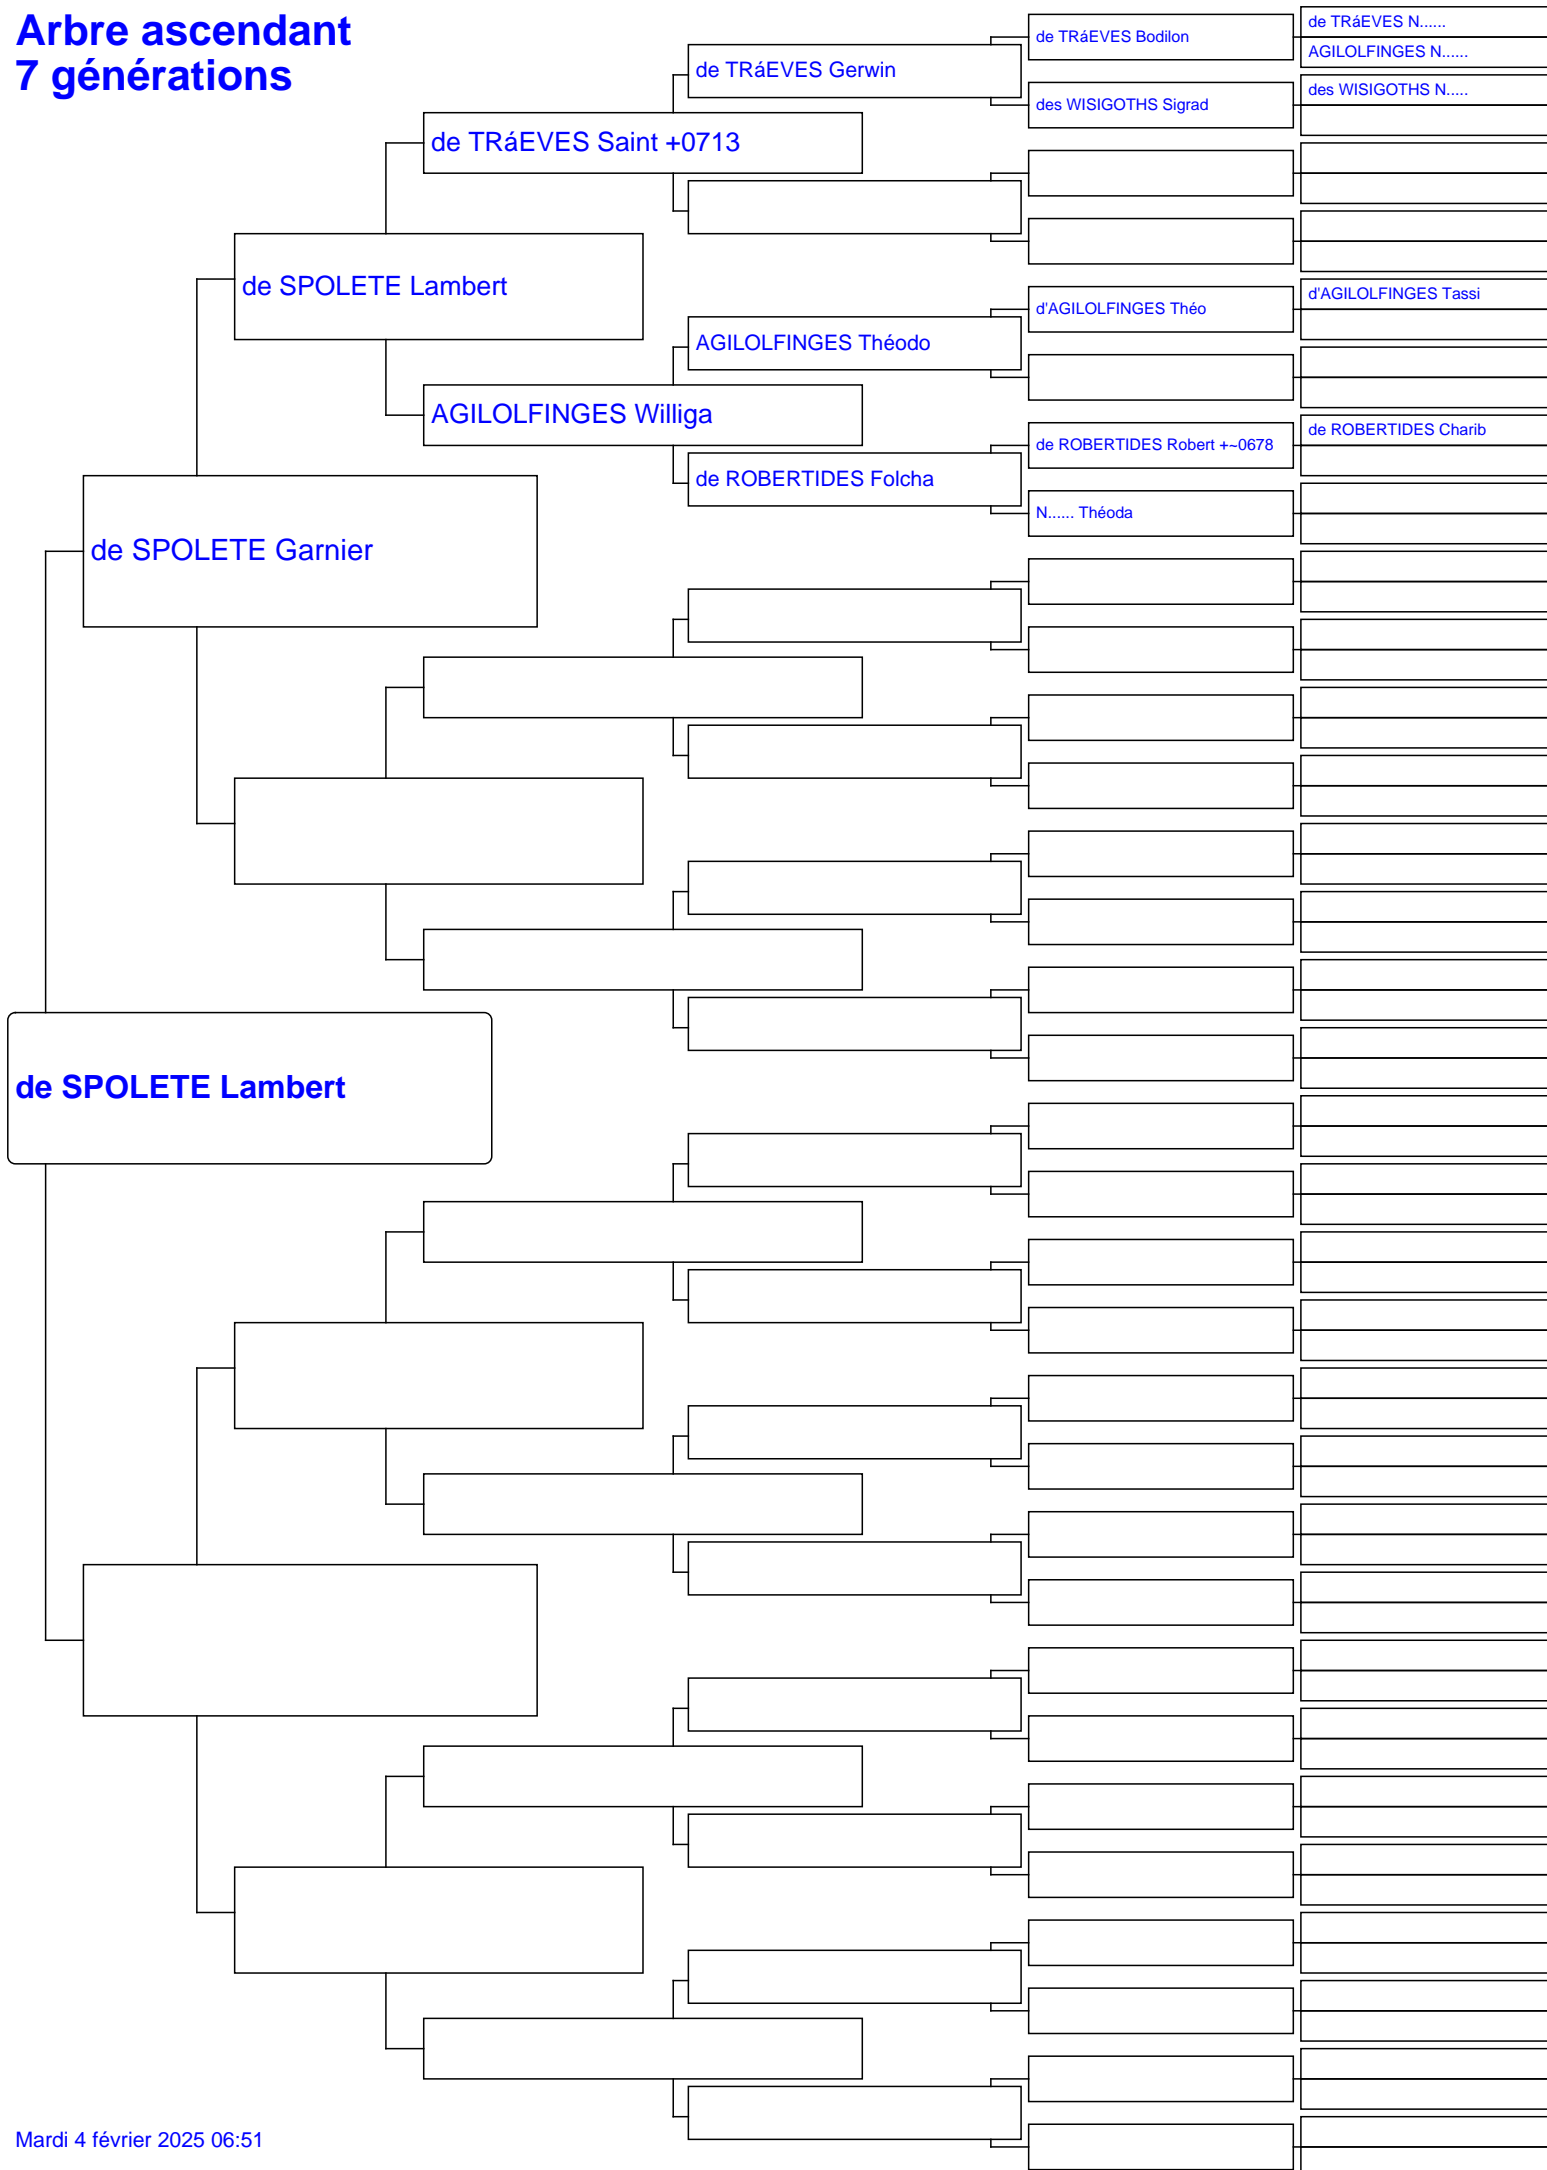 Arbre ascendant
7 générations
de TRáEVES N......
AGILOLFINGES N......
de TRáEVES Bodilon
de TRáEVES Gerwin
des WISIGOTHS N.....
des WISIGOTHS Sigrad
de TRáEVES Saint +0713
de SPOLETE Lambert
d'AGILOLFINGES Tassi
d'AGILOLFINGES Théo
AGILOLFINGES Théodo
AGILOLFINGES Williga
de ROBERTIDES Charib
de ROBERTIDES Robert +~0678
de ROBERTIDES Folcha
N...... Théoda
de SPOLETE Garnier
de SPOLETE Lambert
Mardi 4 février 2025 06:51